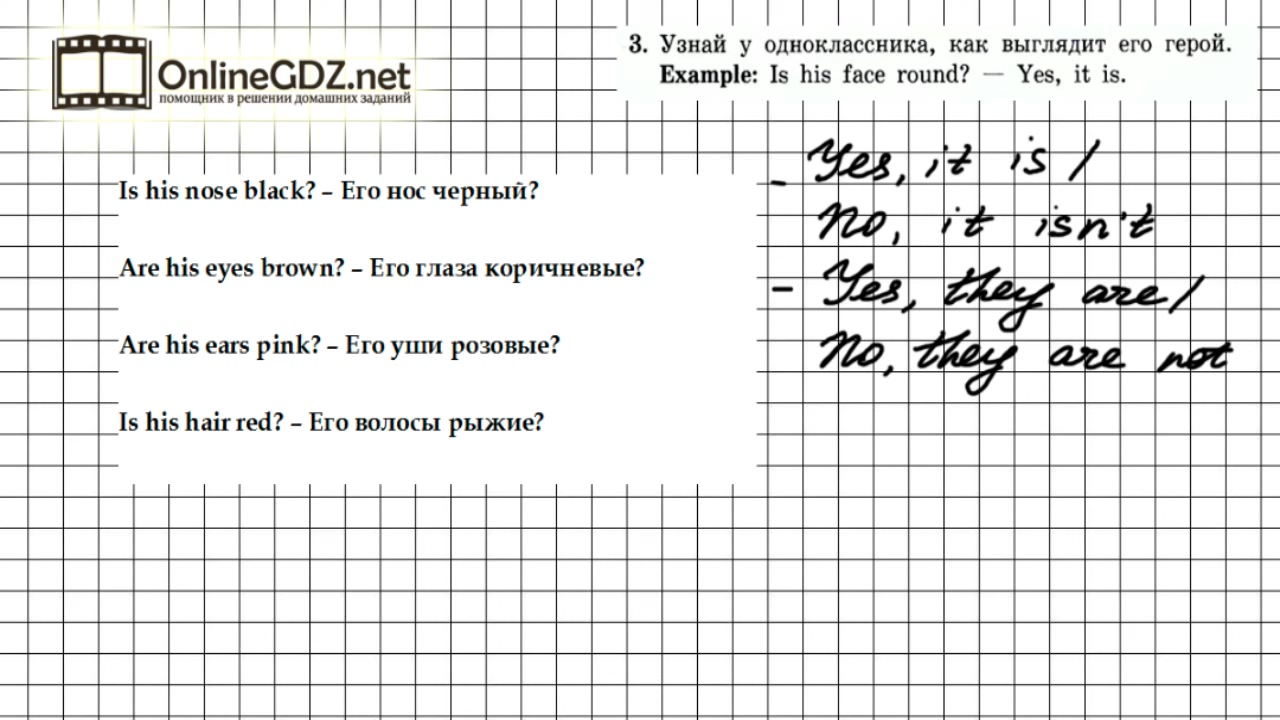 OnlineGDZ.net
помощник в решении домашних заданий
3. Узнай у одноклассника, как выглядит его герой.
Example: Is his face round? — Yes, it is.
Is his nose black? – Его нос черный?
Are his eyes brown? – Его глаза коричневые?
Are his ears pink? – Его уши розовые?
Is his hair red? – Его волосы рыжие?
- Yes, it is /
No, it isn't
- Yes, they are/
No, they are not